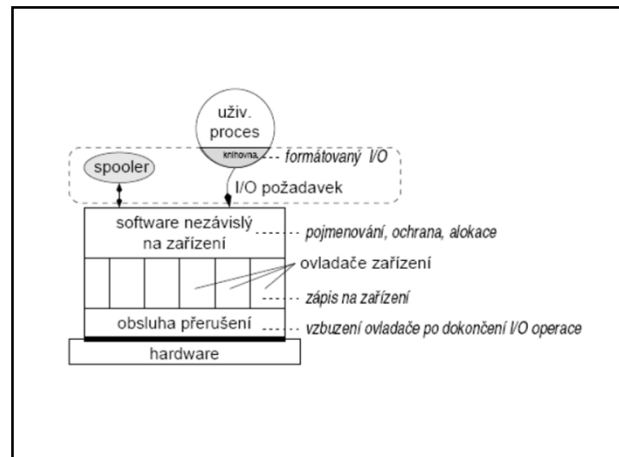 uživ.
proces
knihovna
formátovaný I/O
spooler
I/O požadavek
software nezávislý
na zařízení
pojmenování, ochrana, alokace
ovladače zařízení
zápis na zařízení
obsluha přerušení
vzbuzení ovladače po dokončení I/O operace
hardware